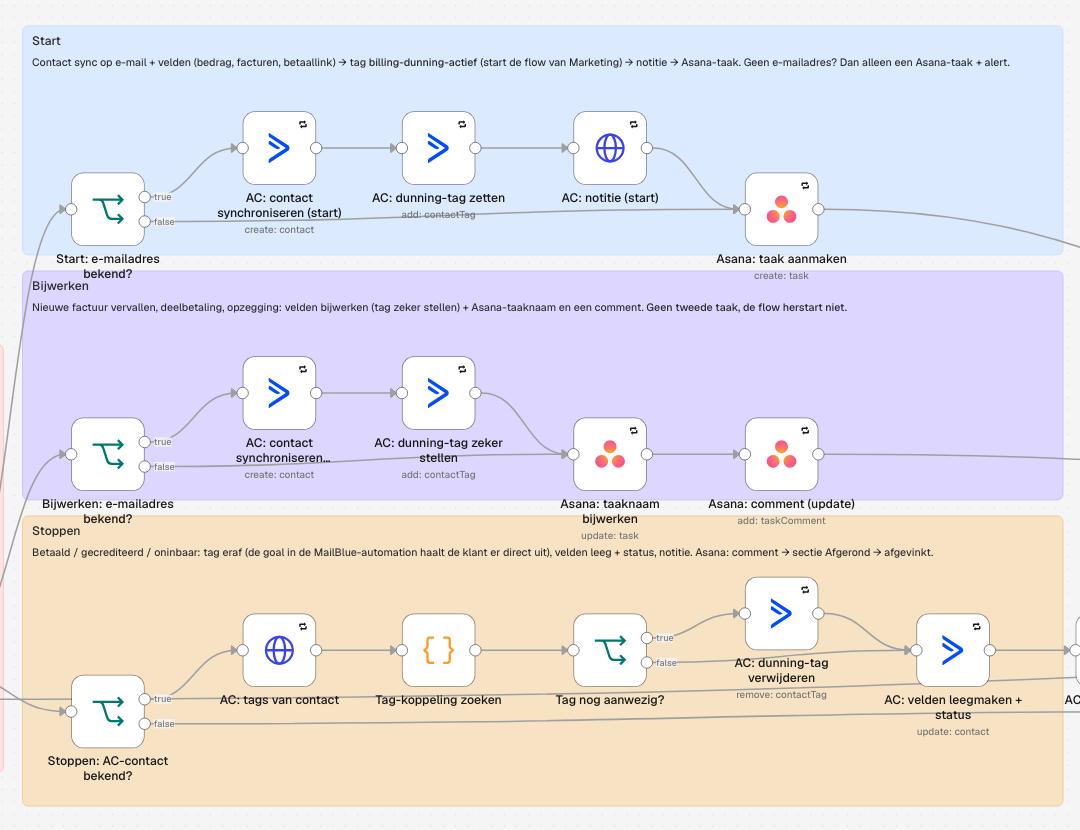 Start
Contact sync op e-mail + velden (bedrag, facturen, betaallink) → tag billing-dunning-actief (start de flow van Marketing) → notitie → Asana-taak. Geen e-mailadres? Dan alleen een Asana-taak + alert.
true
false
Start: e-mailadres
bekend?
AC: contact
synchroniseren (start)
create: contact
AC: dunning-tag zetten
add: contactTag
AC: notitie (start)
Asana: taak aanmaken
create: task
Bijwerken
Nieuwe factuur vervallen, deelbetaling, opzegging: velden bijwerken (tag zeker stellen) + Asana-taaknaam en een comment. Geen tweede taak, de flow herstart niet.
true
false
Bijwerken: e-mailadres
bekend?
AC: contact
synchroniseren...
create: contact
AC: dunning-tag zeker
stellen
add: contactTag
Asana: taaknaam
bijwerken
update: task
Asana: comment (update)
add: taskComment
Stoppen
Betaald / gecrediteerd / oninbaar: tag eraf (de goal in de MailBlue-automation haalt de klant er direct uit), velden leeg + status, notitie. Asana: comment → sectie Afgerond → afgevinkt.
true
false
Stoppen: AC-contact
bekend?
AC: tags van contact
{ }
Tag-koppeling zoeken
true
false
Tag nog aanwezig?
AC: dunning-tag
verwijderen
remove: contactTag
AC: velden leegmaken +
status
update: contact
AC